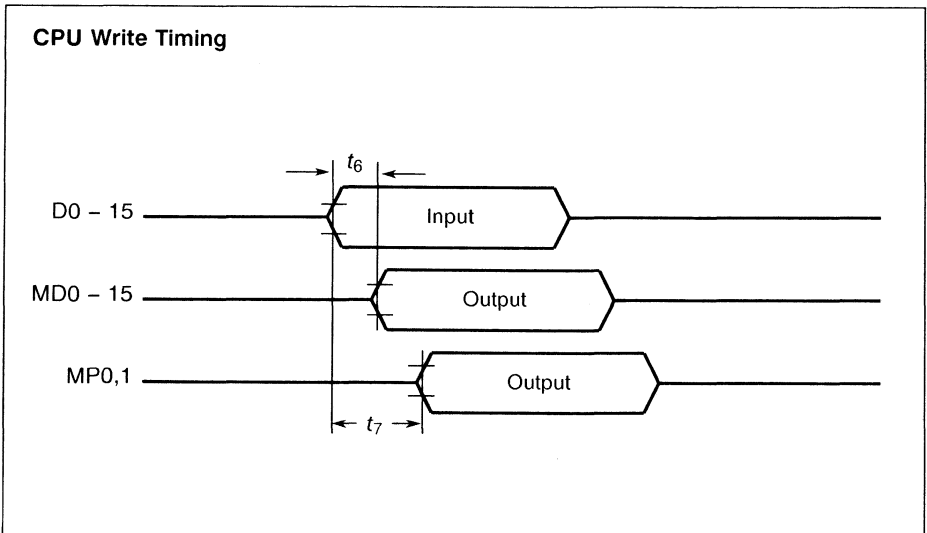 CPU Write Timing
t6
D0 – 15
Input
MD0 – 15
Output
MP0,1
Output
t7